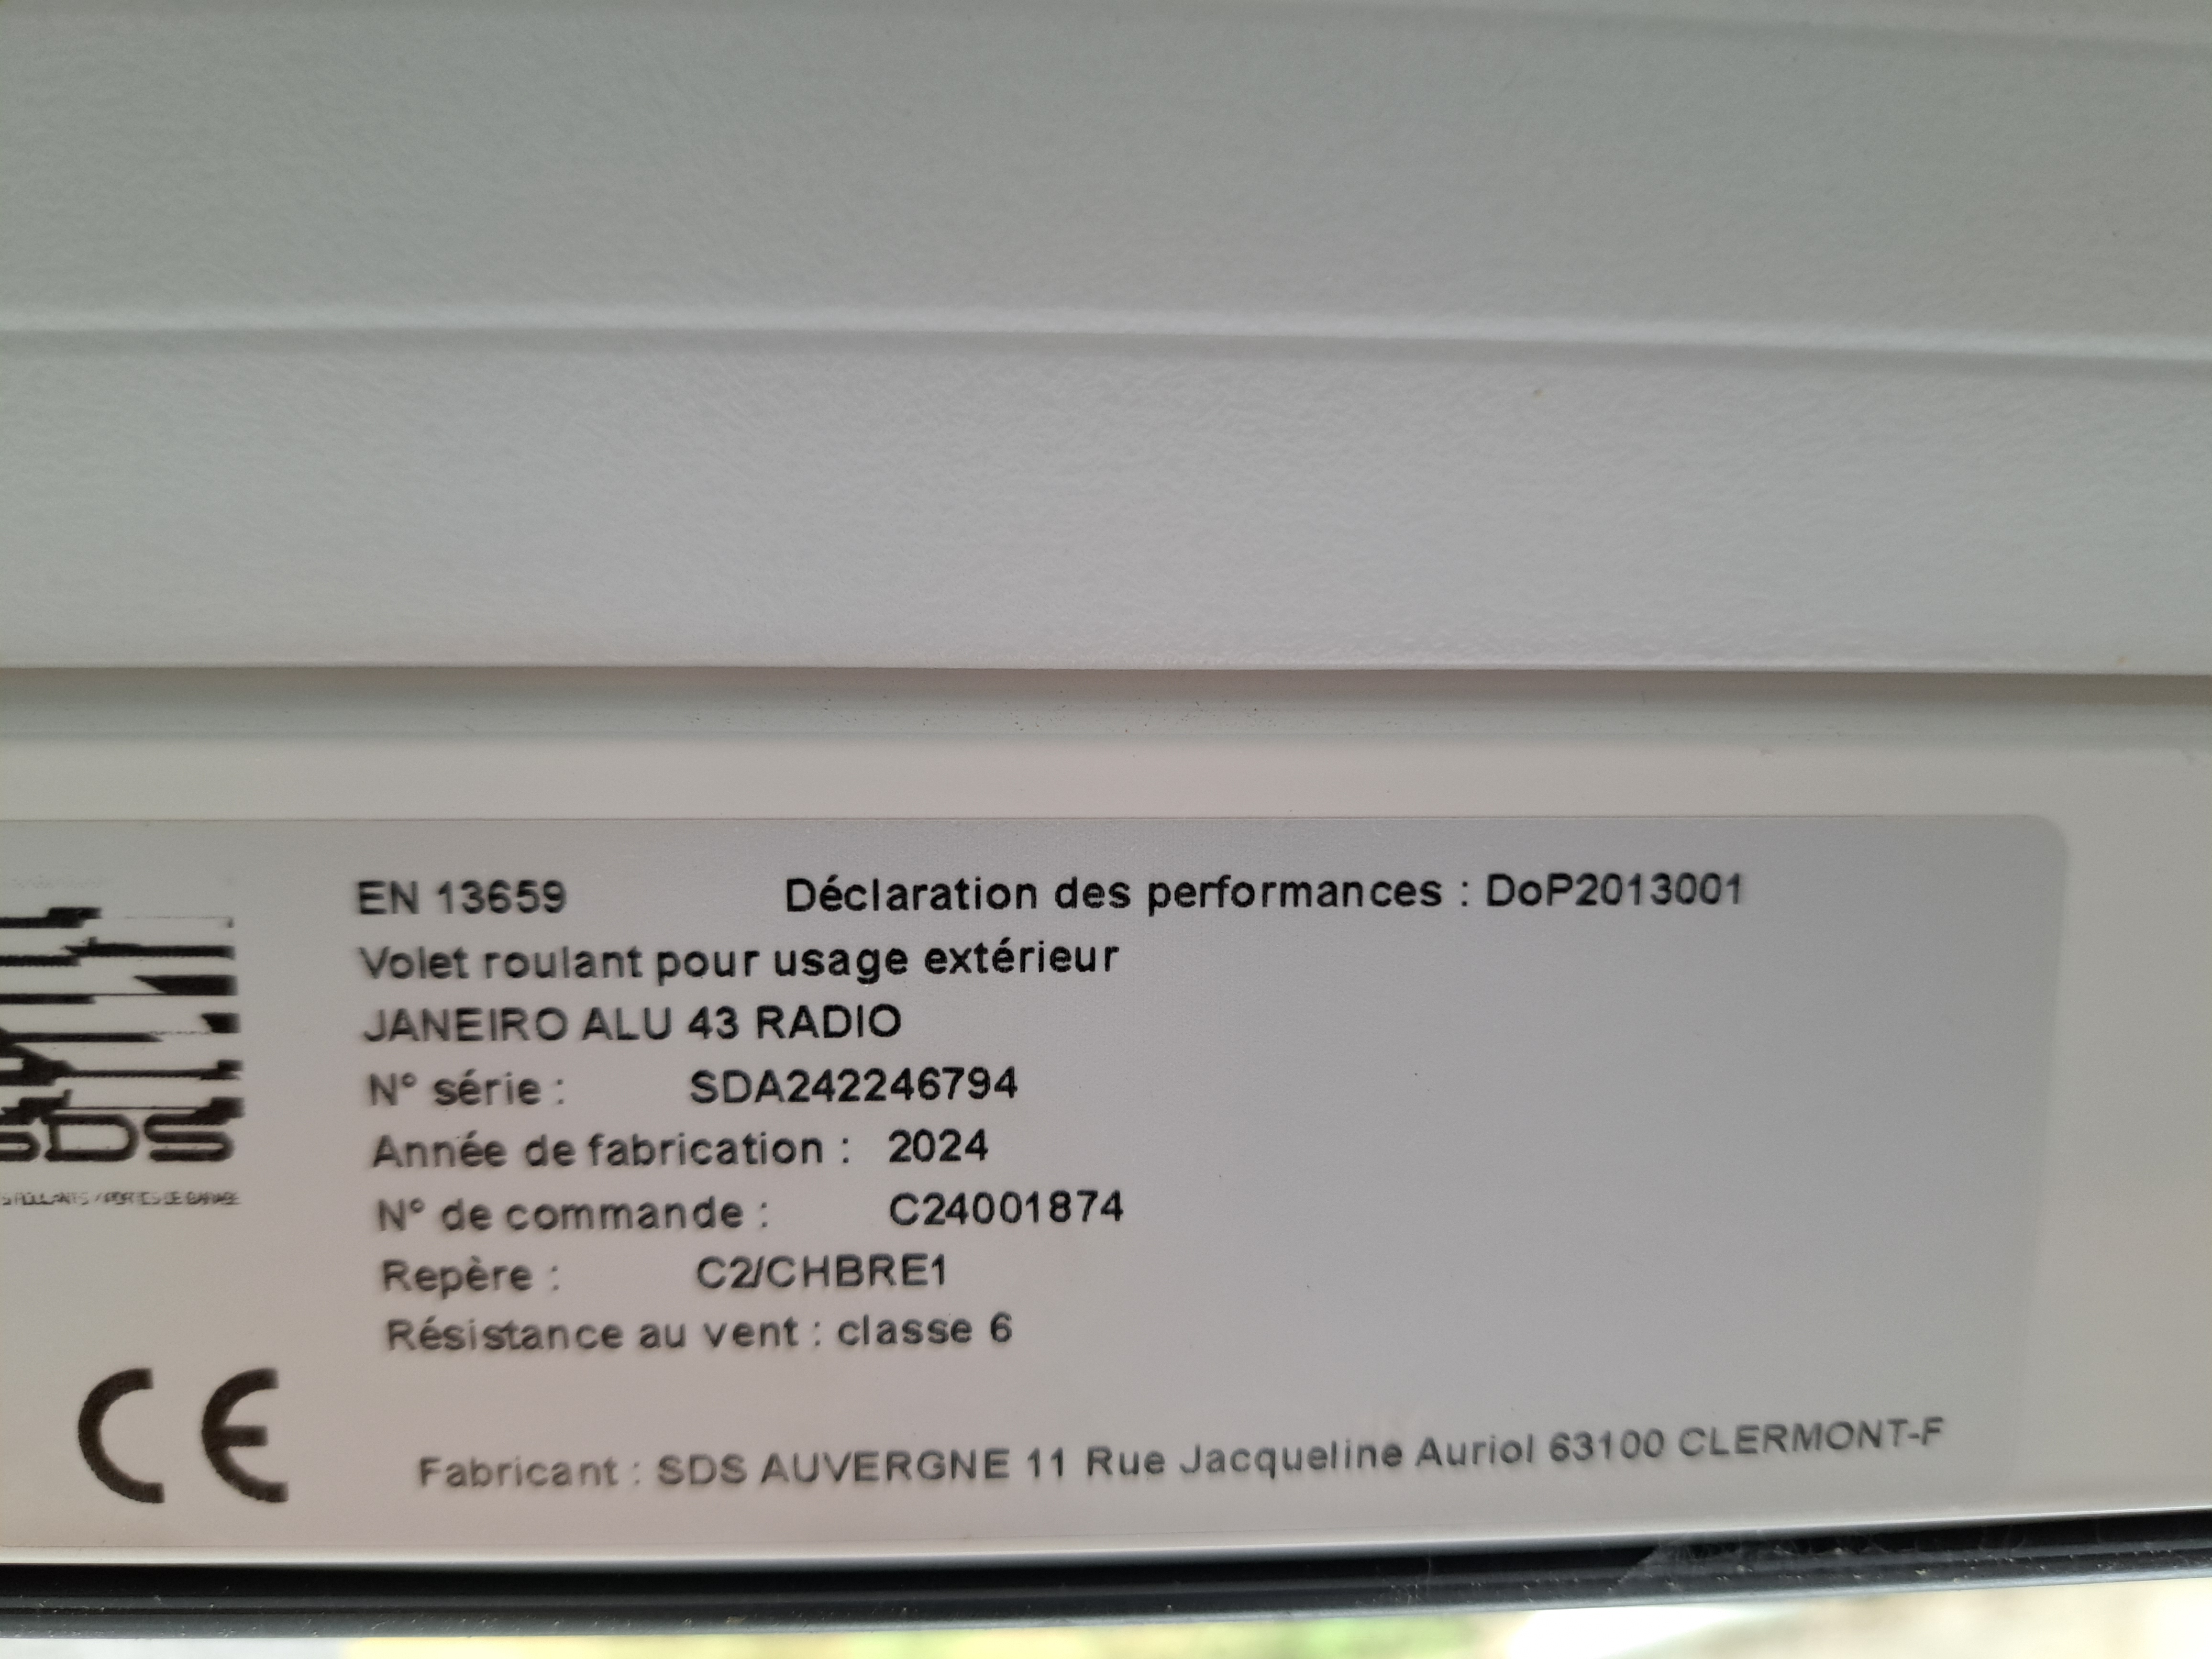 EN 13659 Déclaration des performances : DoP2013001
Volet roulant pour usage extérieur
JANEIRO ALU 43 RADIO
N° série : SDA242246794
Année de fabrication : 2024
N° de commande : C24001874
Repère : C2/CHBRE1
Résistance au vent : classe 6
SDS
CE
Fabricant : SDS AUVERGNE 11 Rue Jacqueline Auriol 63100 CLERMONT-F